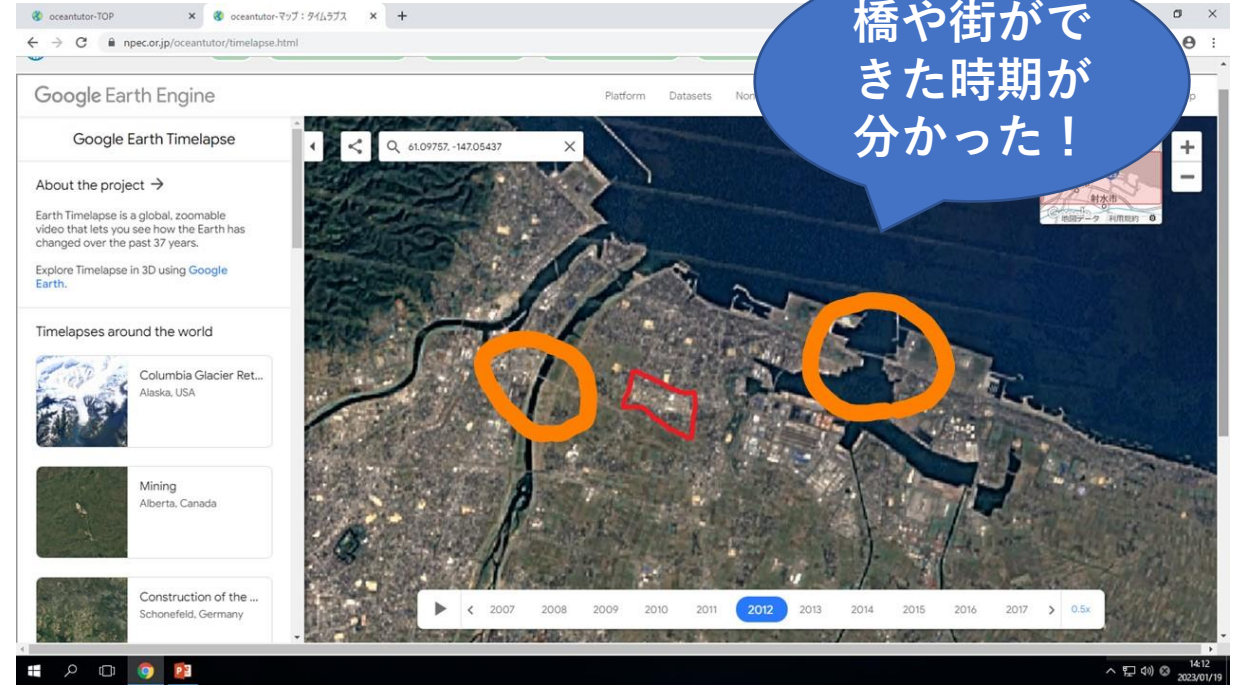 oceantutor-TOP
oceantutor-マップ：タイムラプス
npec.or.jp/oceantutor/timelapse.html
橋や街がで
きた時期が
分かった！
Google Earth Engine
Platform
Datasets
Google Earth Timelapse
61.09757, -147.05437
About the project →
Earth Timelapse is a global, zoomable
video that lets you see how the Earth has
changed over the past 37 years.
Explore Timelapse in 3D using Google
Earth.
射水市
地図データ
利用規約
Timelapses around the world
Columbia Glacier Ret...
Alaska, USA
Mining
Alberta, Canada
Construction of the ...
Schonefeld, Germany
2007 2008 2009 2010 2011 2012 2013 2014 2015 2016 2017 0.5x
14:12
2023/01/19